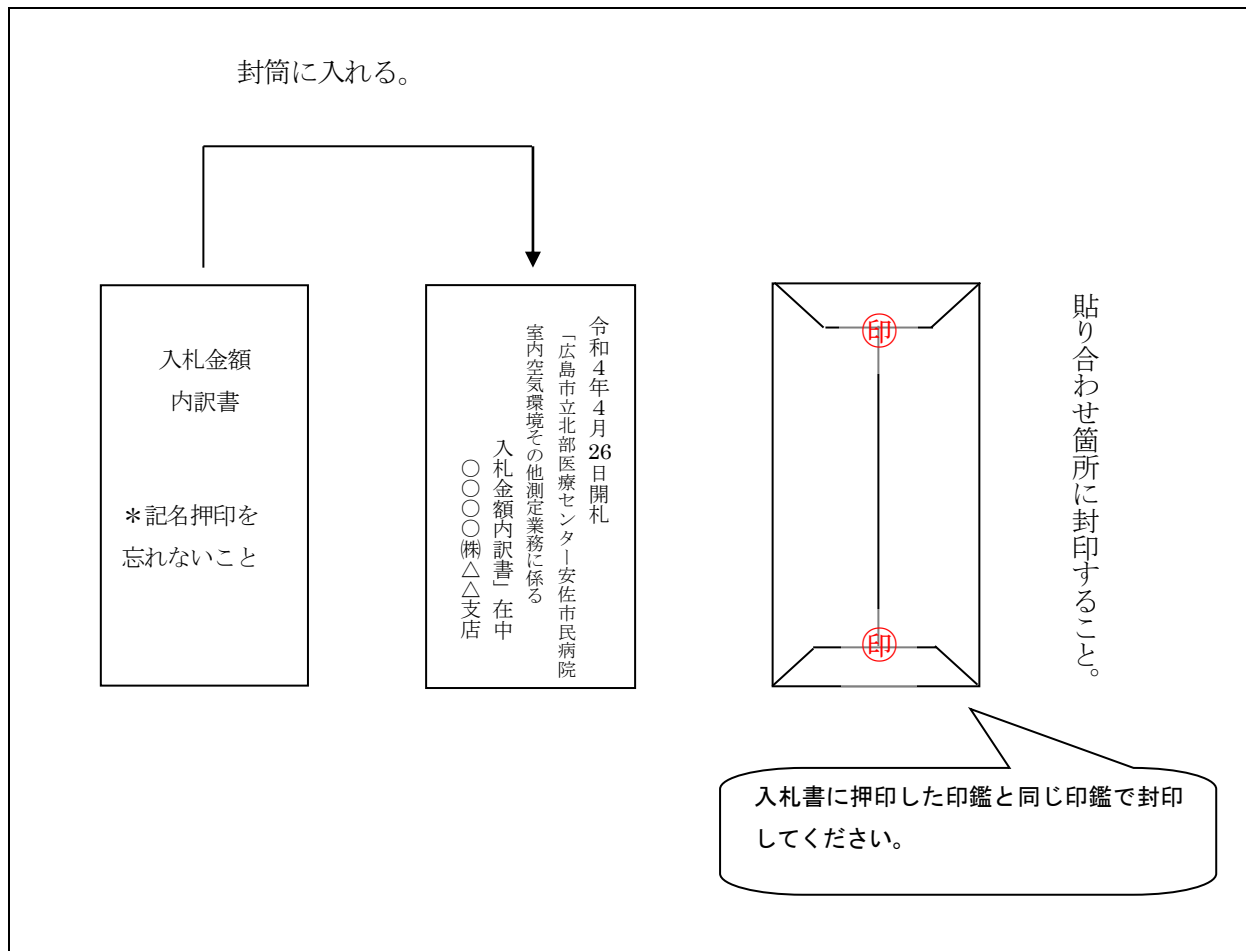 封筒に入れる。
入札金額
内訳書
＊記名押印を
忘れないこと
令和４年４月26日開札
「広島市立北部医療センター安佐市民病院
室内空気環境その他測定業務に係る
入札金額内訳書」在中
〇〇〇〇㈱△△支店
印
印
貼り合わせ箇所に封印すること。
入札書に押印した印鑑と同じ印鑑で封印
してください。